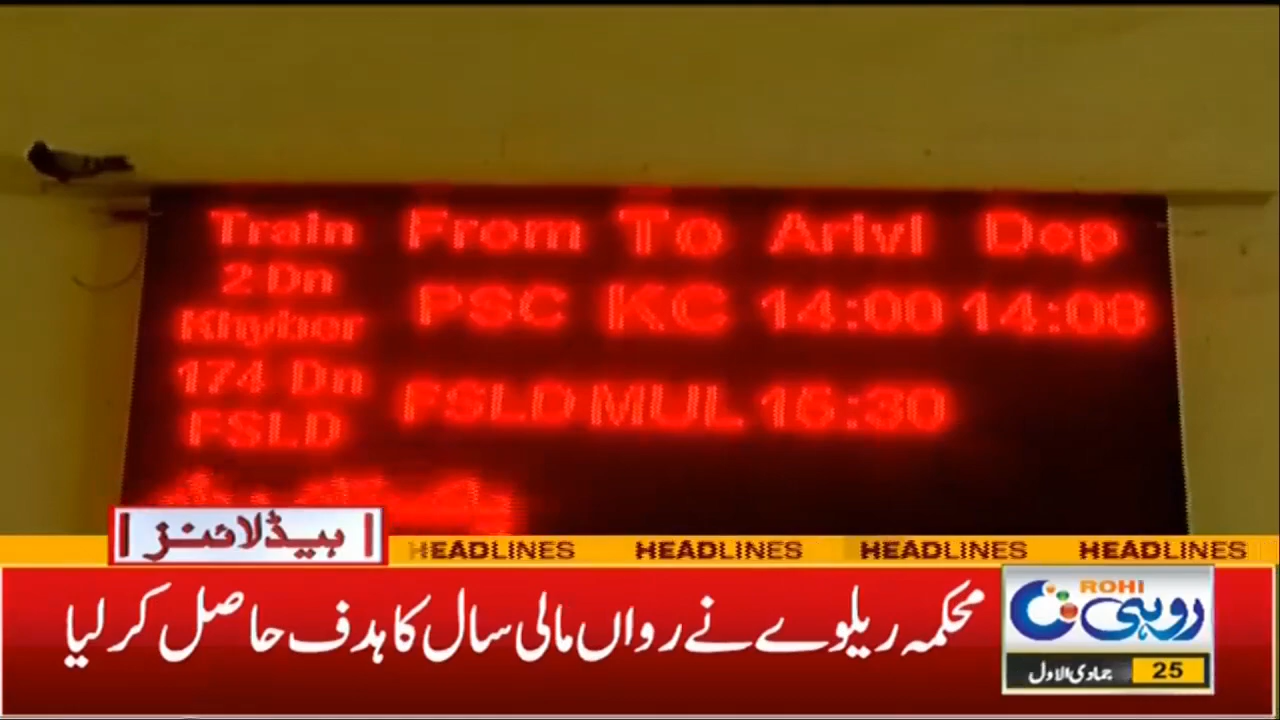 Train From To Arivl Dep
2 Dn
Khyber PSC KC 14:00 14:08
174 Dn
FSLD FSLD MUL 15:30
ہیڈلائنز
HEADLINES HEADLINES HEADLINES HEADLINES
محکمہ ریلوے نے رواں مالی سال کا ہدف حاصل کر لیا
ROHI
روہی
25 جمادی الاول